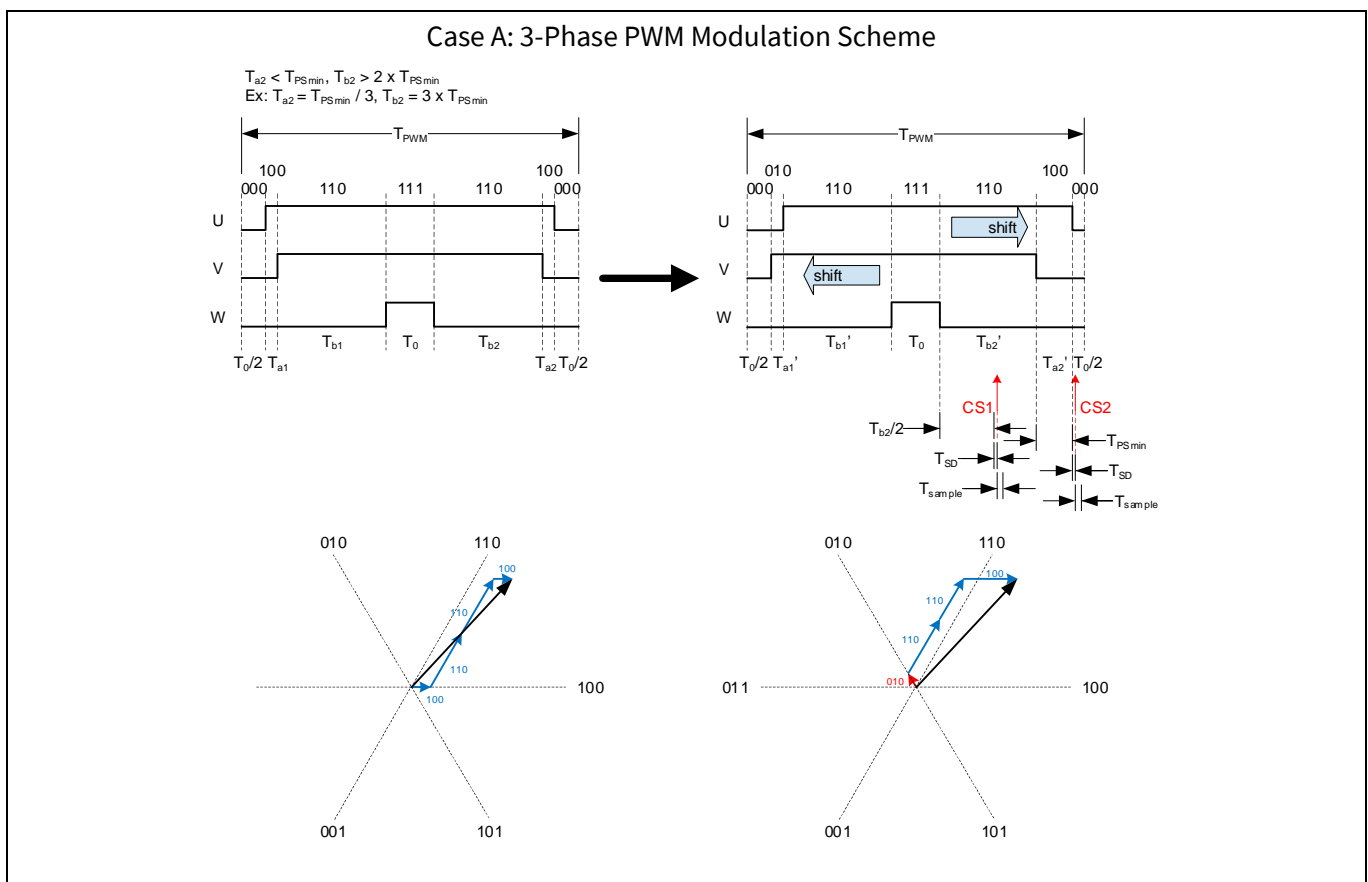 Case A: 3-Phase PWM Modulation Scheme
Ta2 < TPSmin, Tb2 > 2 x TPSmin
Ex: Ta2 = TPSmin / 3, Tb2 = 3 x TPSmin
TPWM
100 100
000 110 111 110 000
U
V
W
Tb1 T0 Tb2
T0/2 Ta1 Ta2 T0/2
TPWM
010 100
000 110 111 110 000
U
shift
V
shift
W
Tb1' T0 Tb2'
T0/2 Ta1' Ta2' T0/2
CS1 CS2
Tb2/2 TPSmin
TSD TSD
Tsample Tsample
010 110
100
110
110
100
100
001 101
010 110
100
110
110
010
011 100
001 101